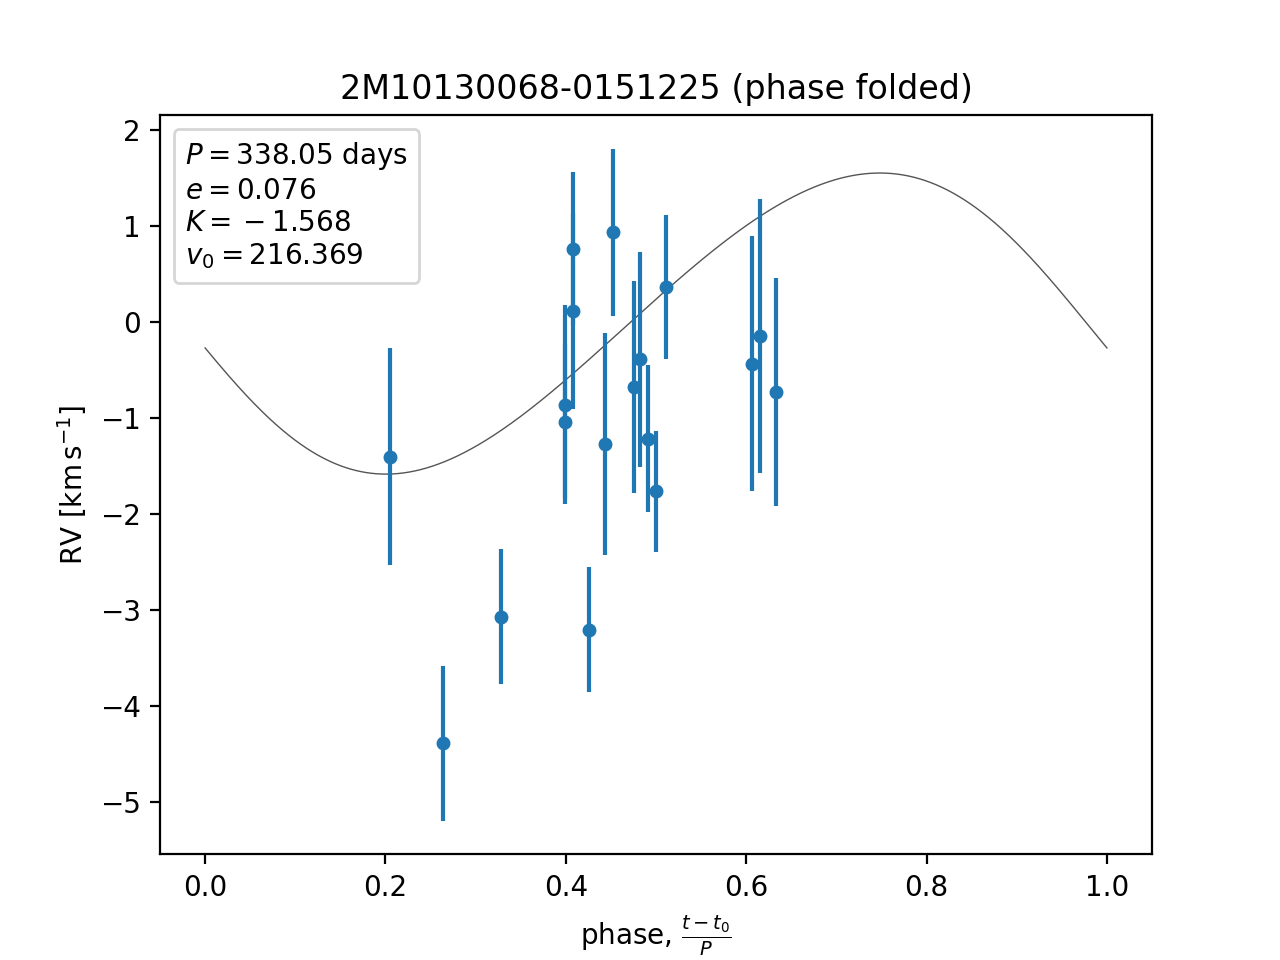 2M10130068-0151225 (phase folded)
P = 338.05 days
e = 0.076
K = −1.568
v₀ = 216.369
2
1
0
−1
−2
−3
−4
−5
RV [km s⁻¹]
0.0 0.2 0.4 0.6 0.8 1.0
phase, (t − t₀)/P